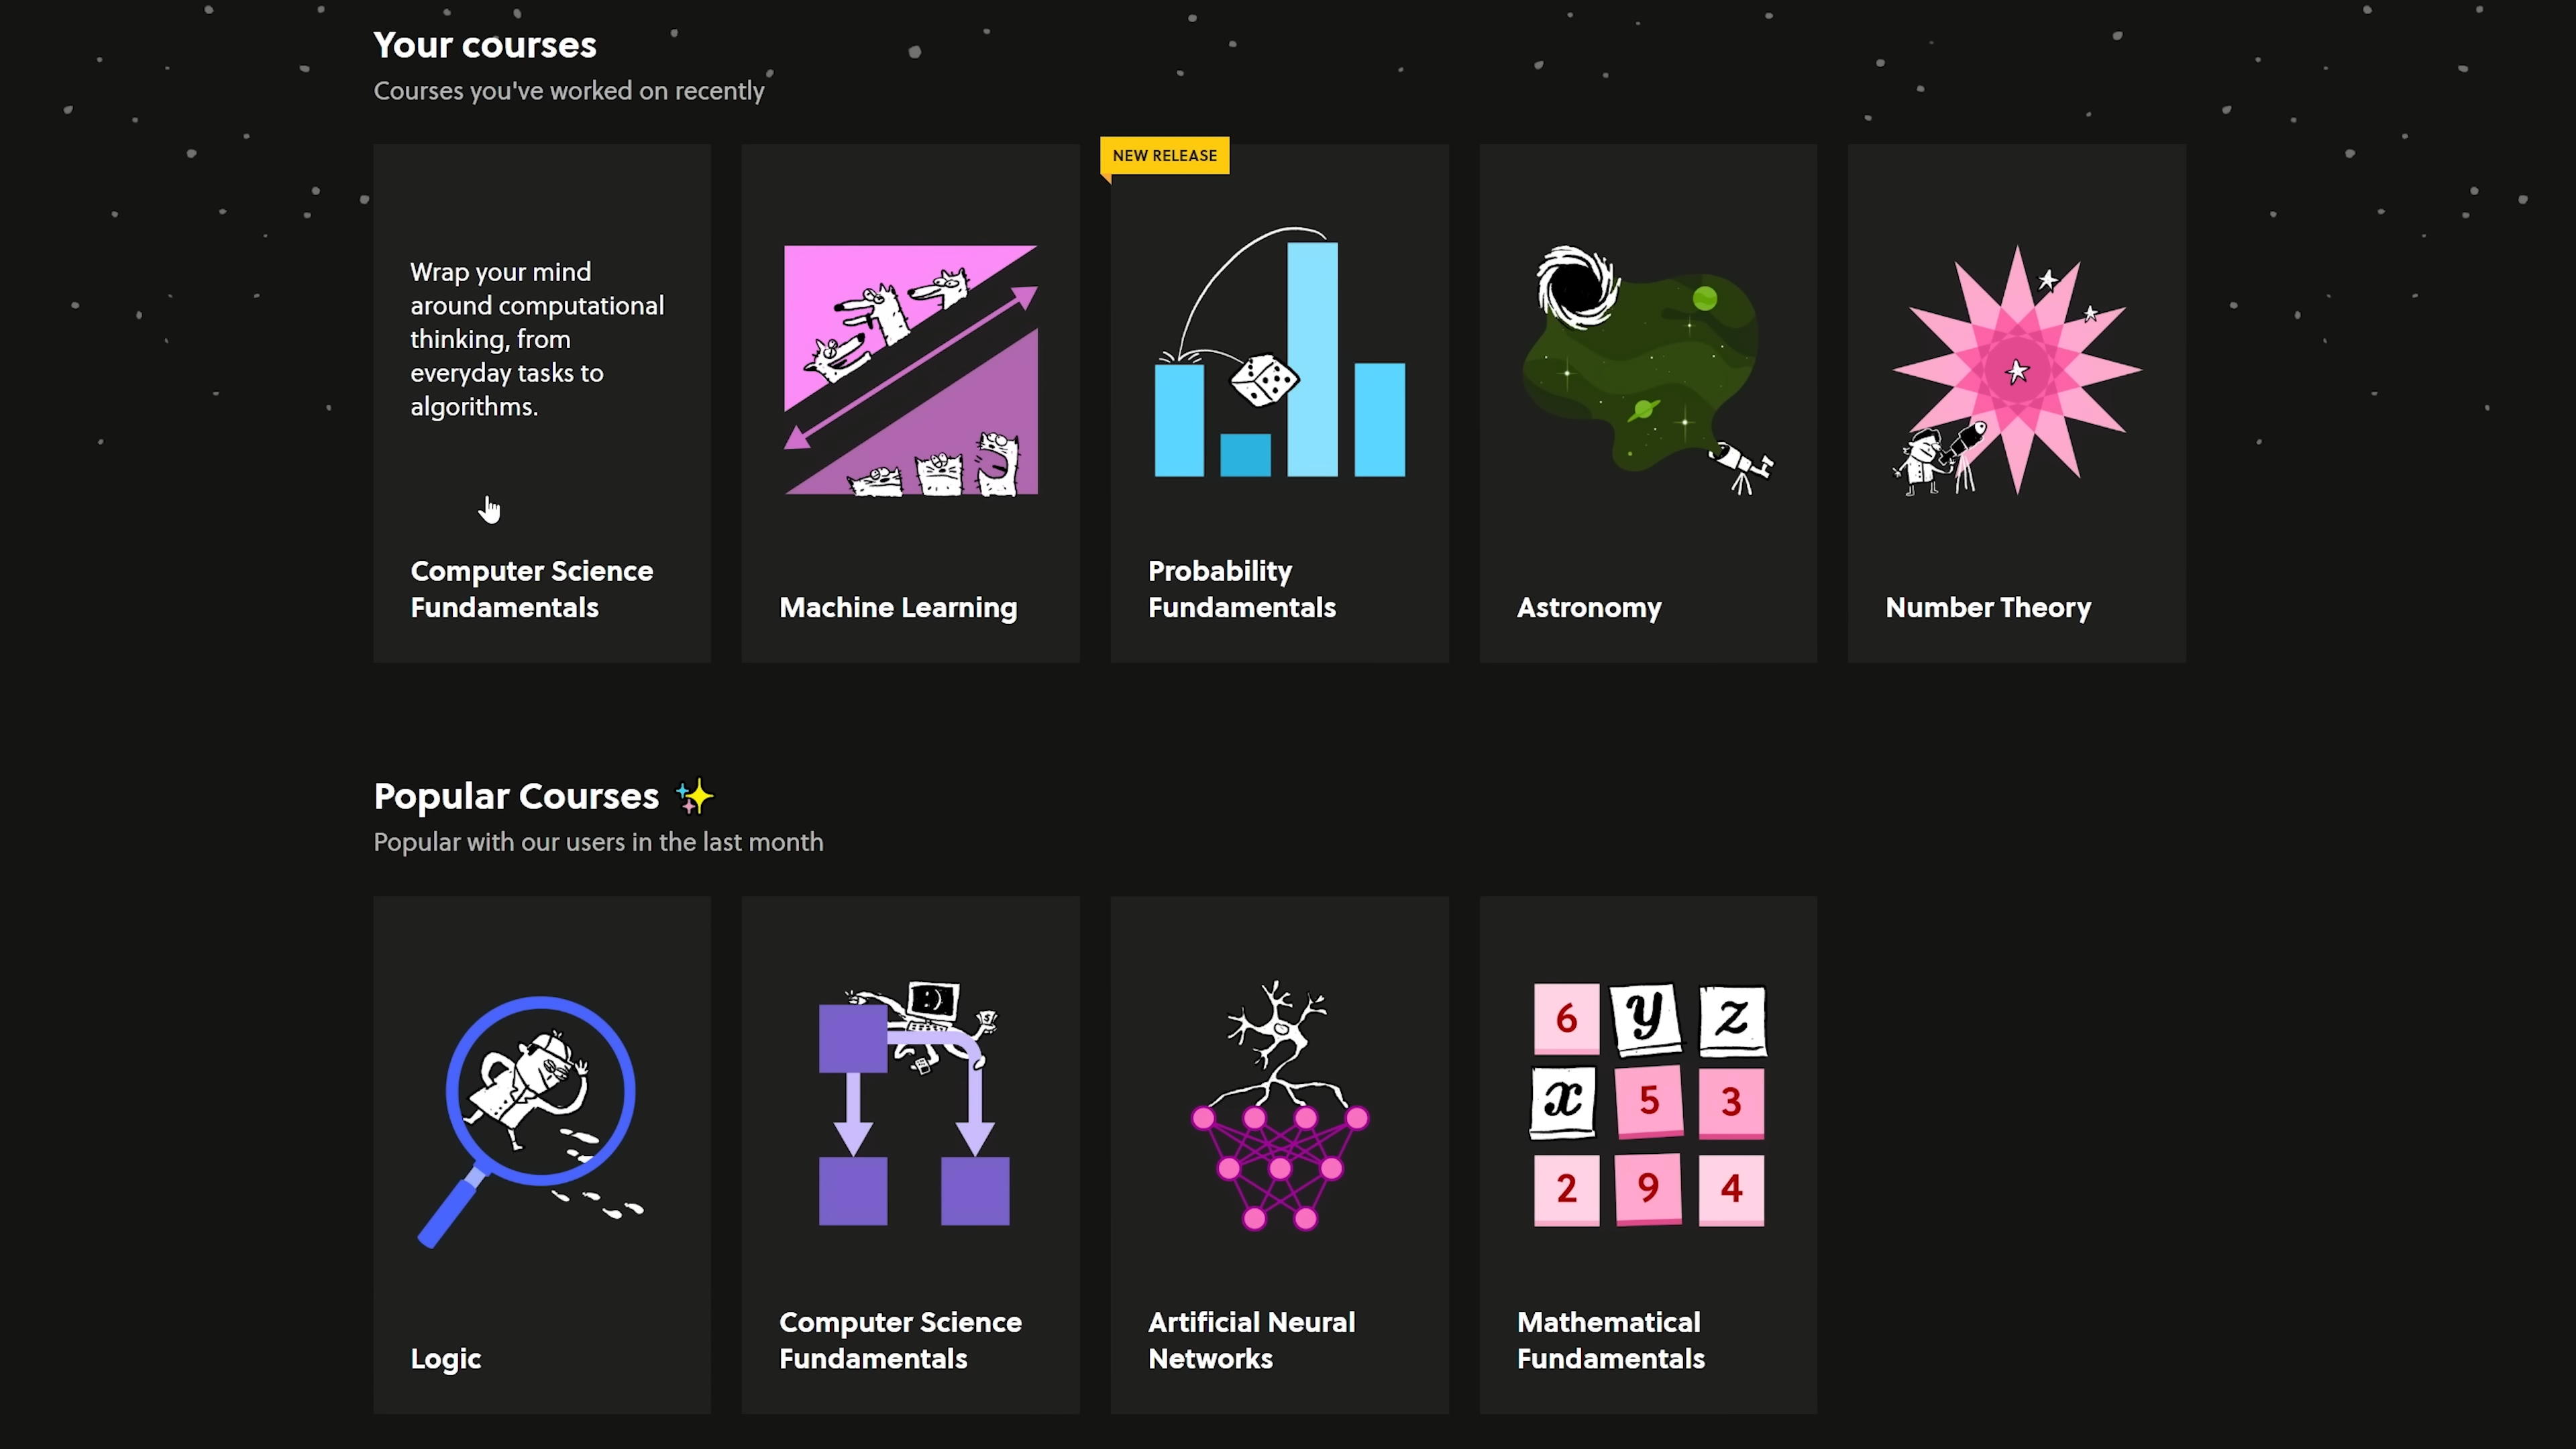 Your courses
Courses you've worked on recently
NEW RELEASE
Wrap your mind
around computational
thinking, from
everyday tasks to
algorithms.
Computer Science
Fundamentals
Machine Learning
Probability
Fundamentals
Astronomy
Number Theory
Popular Courses
Popular with our users in the last month
6 y z
x 5 3
2 9 4
Logic
Computer Science
Fundamentals
Artificial Neural
Networks
Mathematical
Fundamentals